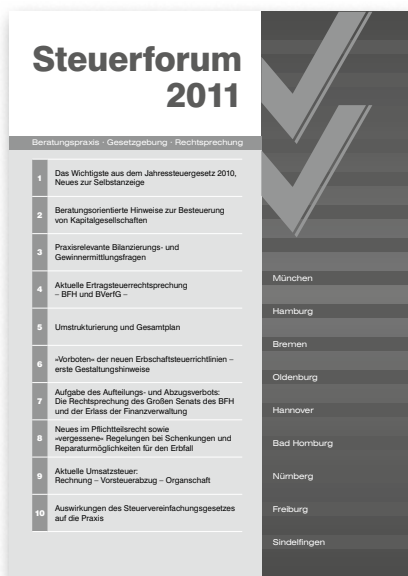 Steuerforum
2011
Beratungspraxis · Gesetzgebung · Rechtsprechung
1
Das Wichtigste aus dem Jahressteuergesetz 2010,
Neues zur Selbstanzeige
2
Beratungsorientierte Hinweise zur Besteuerung
von Kapitalgesellschaften
3
Praxisrelevante Bilanzierungs- und
Gewinnermittlungsfragen
4
Aktuelle Ertragsteuerrechtsprechung
– BFH und BVerfG –
5
Umstrukturierung und Gesamtplan
6
»Vorboten« der neuen Erbschaftsteuerrichtlinien –
erste Gestaltungshinweise
7
Aufgabe des Aufteilungs- und Abzugsverbots:
Die Rechtsprechung des Großen Senats des BFH
und der Erlass der Finanzverwaltung
8
Neues im Pflichtteilsrecht sowie
»vergessene« Regelungen bei Schenkungen und
Reparaturmöglichkeiten für den Erbfall
9
Aktuelle Umsatzsteuer:
Rechnung – Vorsteuerabzug – Organschaft
10
Auswirkungen des Steuervereinfachungsgesetzes
auf die Praxis
München
Hamburg
Bremen
Oldenburg
Hannover
Bad Homburg
Nürnberg
Freiburg
Sindelfingen